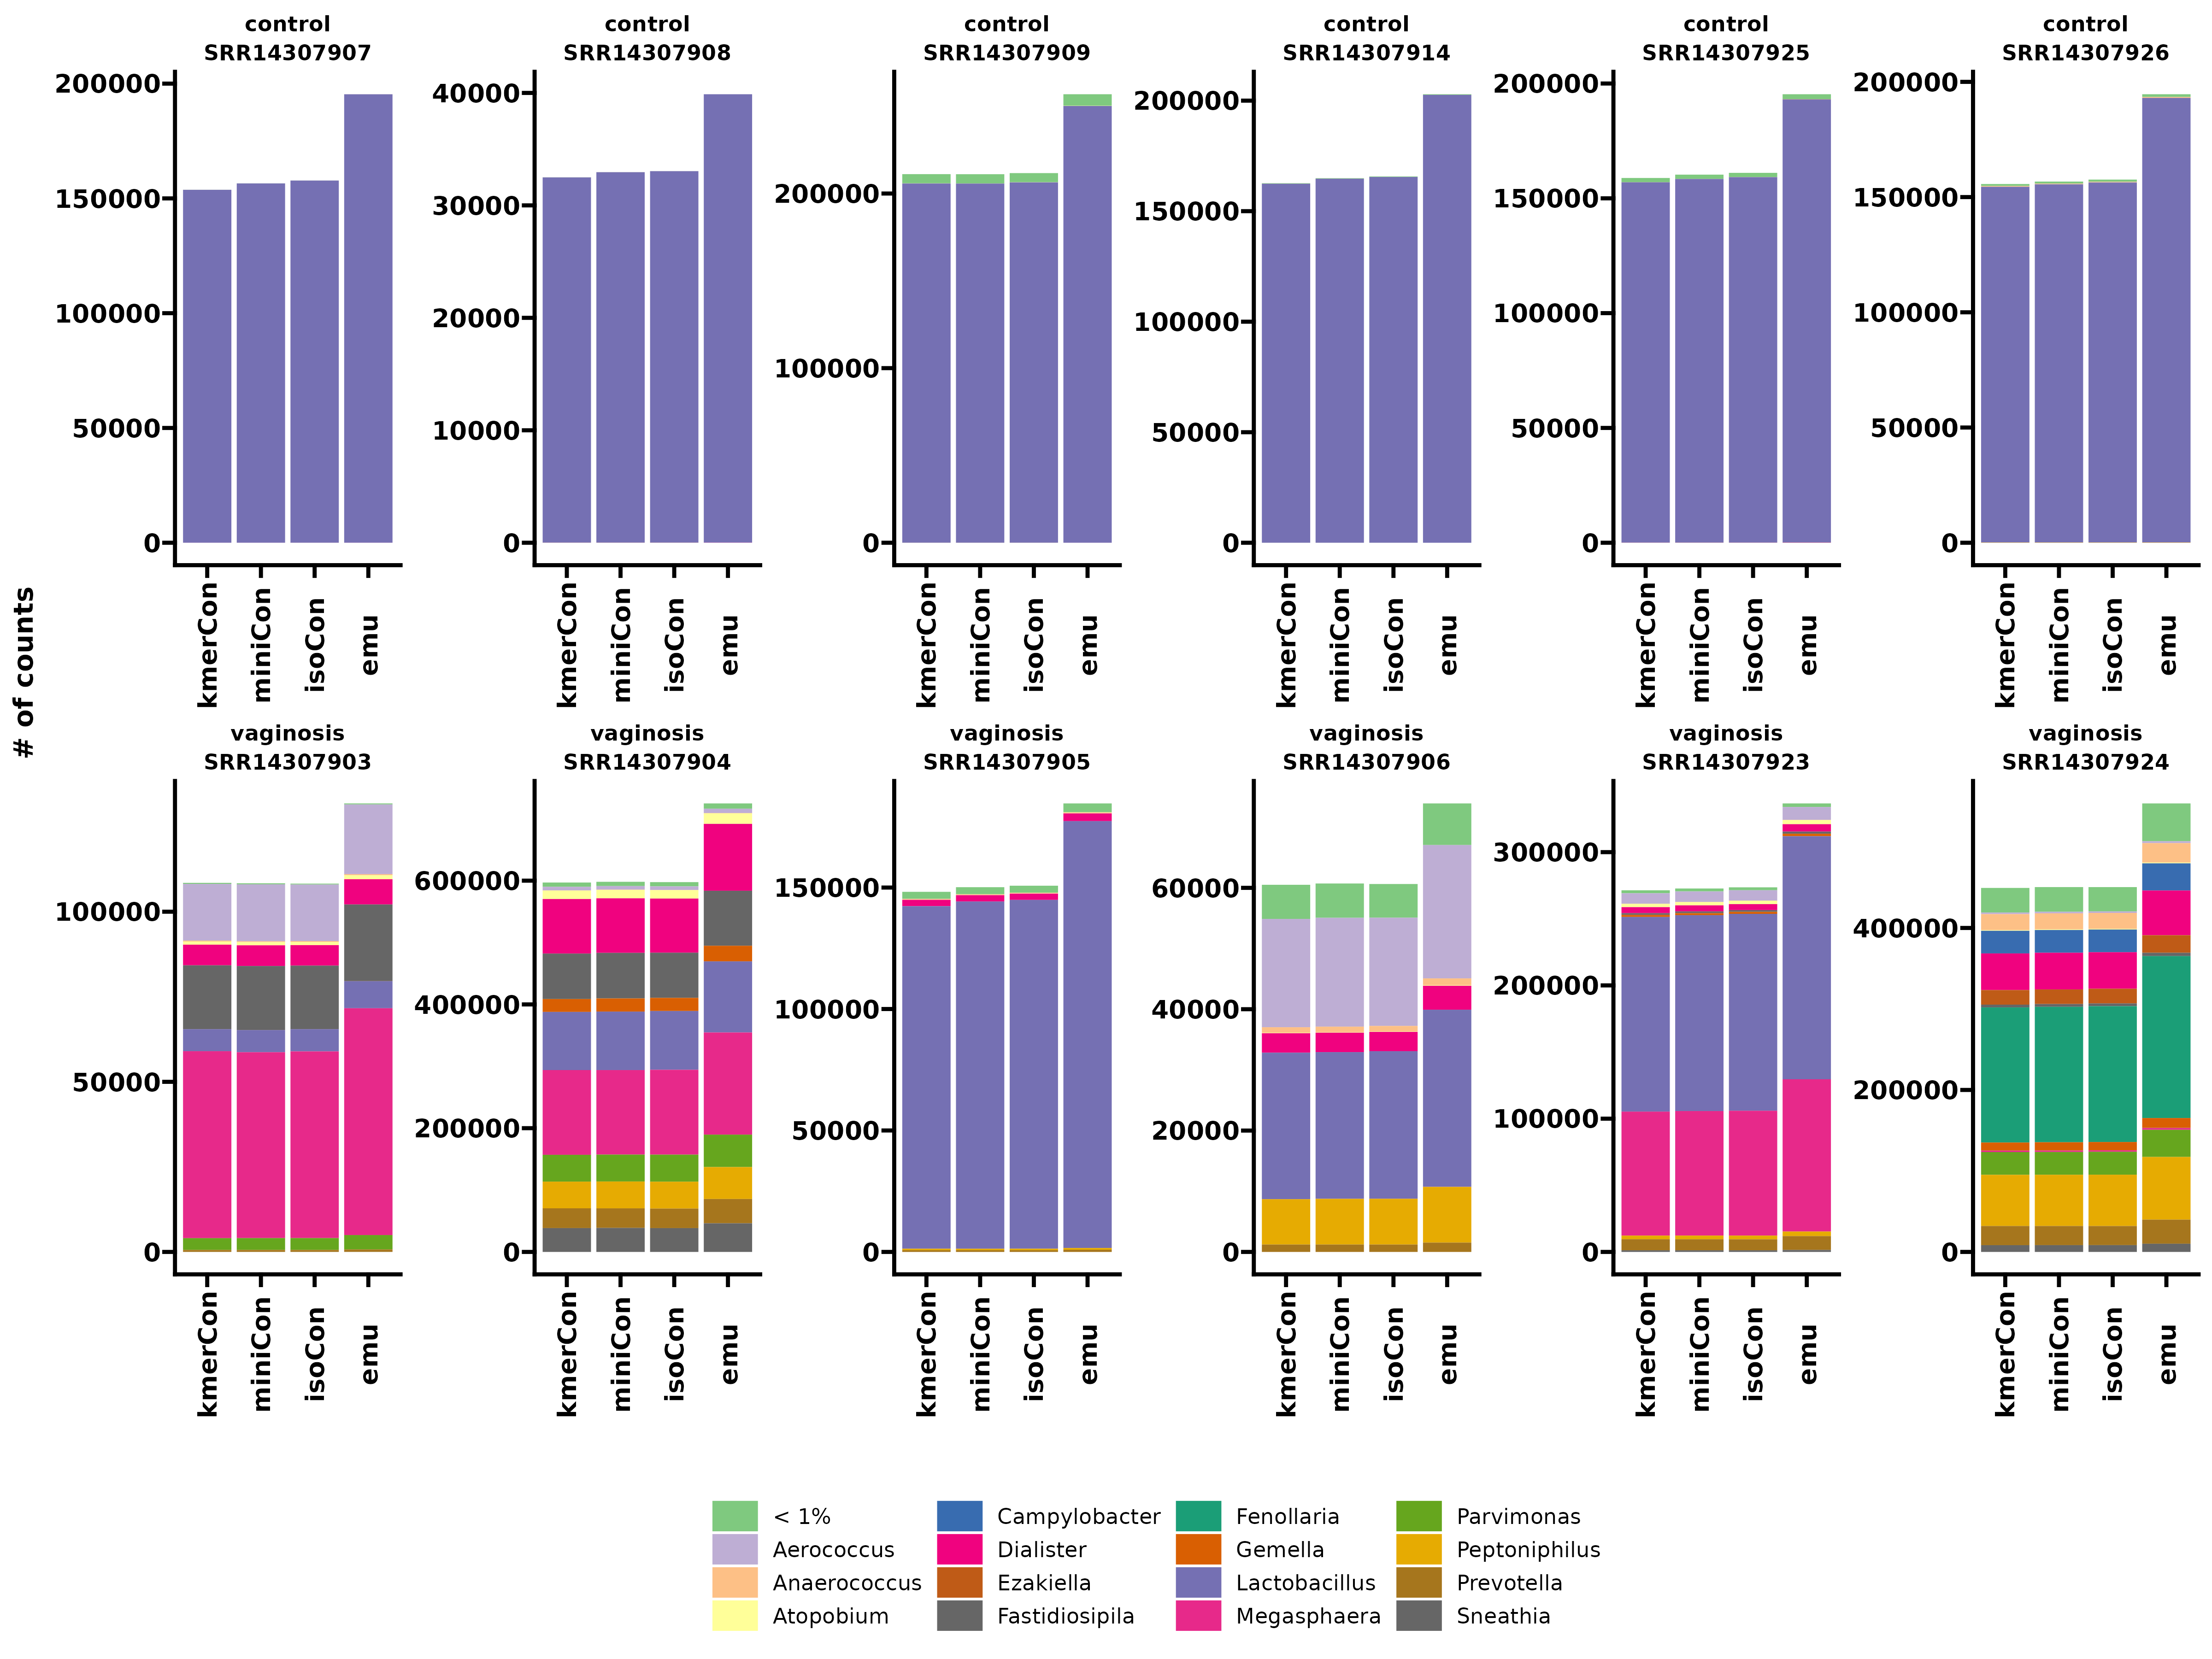 control control control control control control
SRR14307907 SRR14307908 SRR14307909 SRR14307914 SRR14307925 SRR14307926
200000 150000 100000 50000 0
40000 30000 20000 10000 0
200000 100000 0
200000 150000 100000 50000 0
200000 150000 100000 50000 0
200000 150000 100000 50000 0
kmerCon miniCon isoCon emu kmerCon miniCon isoCon emu kmerCon miniCon isoCon emu kmerCon miniCon isoCon emu kmerCon miniCon isoCon emu kmerCon miniCon isoCon emu
# of counts
vaginosis vaginosis vaginosis vaginosis vaginosis vaginosis
SRR14307903 SRR14307904 SRR14307905 SRR14307906 SRR14307923 SRR14307924
100000 50000 0
600000 400000 200000 0
150000 100000 50000 0
60000 40000 20000 0
300000 200000 100000 0
400000 200000 0
kmerCon miniCon isoCon emu kmerCon miniCon isoCon emu kmerCon miniCon isoCon emu kmerCon miniCon isoCon emu kmerCon miniCon isoCon emu kmerCon miniCon isoCon emu
< 1% Campylobacter Fenollaria Parvimonas
Aerococcus Dialister Gemella Peptoniphilus
Anaerococcus Ezakiella Lactobacillus Prevotella
Atopobium Fastidiosipila Megasphaera Sneathia